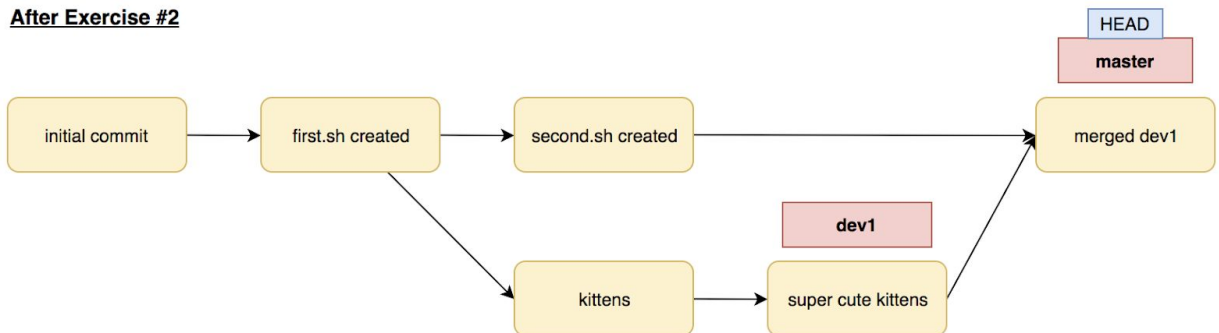 After Exercise #2
HEAD
master
initial commit
first.sh created
second.sh created
merged dev1
dev1
kittens
super cute kittens